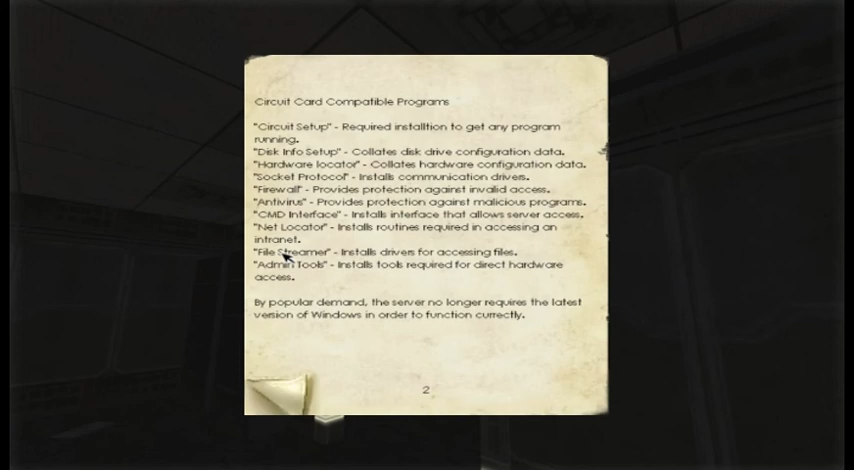 Circuit Card Compatible Programs
"Circuit Setup" - Required installtion to get any program
running.
"Disk Info Setup" - Collates disk drive configuration data.
"Hardware locator" - Collates hardware configuration data.
"Socket Protocol" - Installs communication drivers.
"Firewall" - Provides protection against invalid access.
"Antivirus" - Provides protection against malicious programs.
"CMD Interface" - Installs interface that allows server access.
"Net Locator" - Installs routines required in accessing an
intranet.
"File Streamer" - Installs drivers for accessing files.
"Admin Tools" - Installs tools required for direct hardware
access.
By popular demand, the server no longer requires the latest
version of Windows in order to function currectly.
2